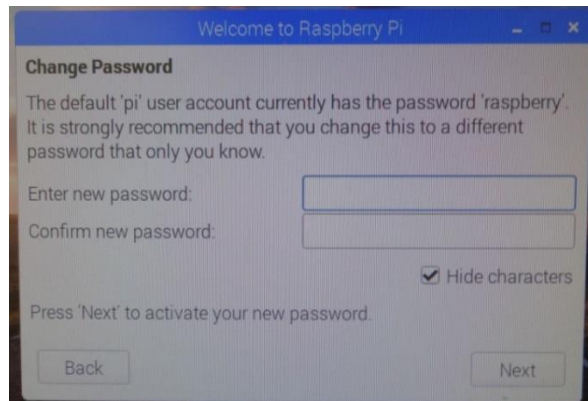 Welcome to Raspberry Pi
Change Password
The default 'pi' user account currently has the password 'raspberry'.
It is strongly recommended that you change this to a different
password that only you know.
Enter new password:
Confirm new password:
Hide characters
Press 'Next' to activate your new password.
Back
Next